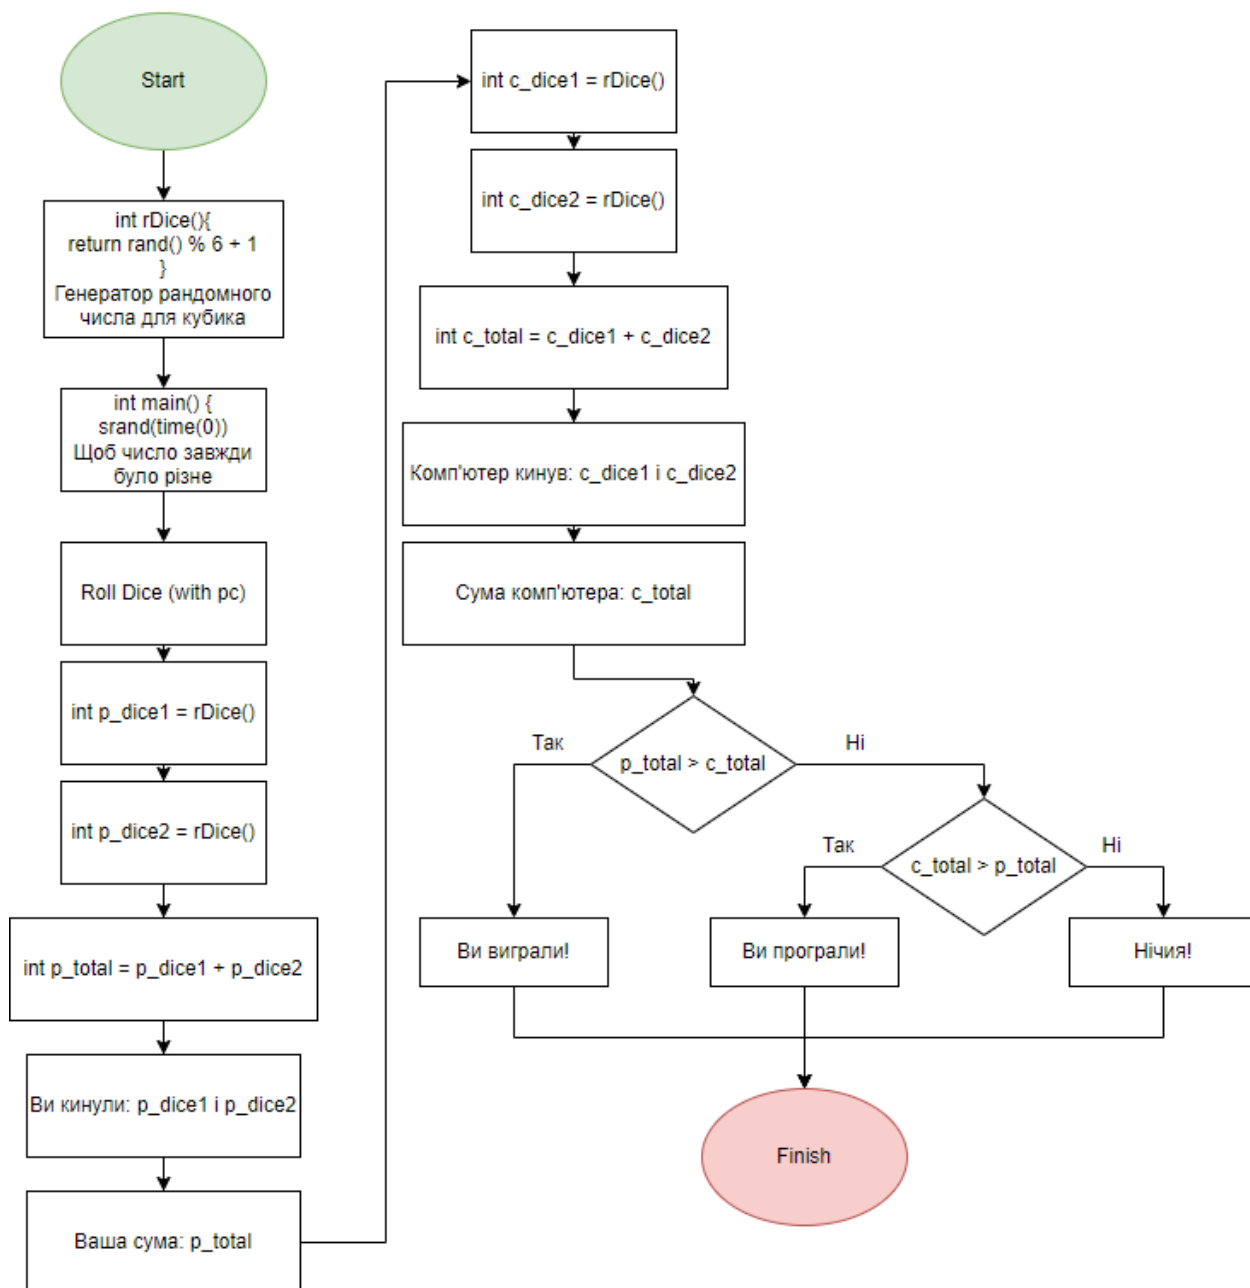 Start
int rDice(){
return rand() % 6 + 1
}
Генератор рандомного
числа для кубика
int main() {
srand(time(0))
Щоб число завжди
було різне
Roll Dice (with pc)
int p_dice1 = rDice()
int p_dice2 = rDice()
int p_total = p_dice1 + p_dice2
Ви кинули: p_dice1 і p_dice2
Ваша сума: p_total
int c_dice1 = rDice()
int c_dice2 = rDice()
int c_total = c_dice1 + c_dice2
Комп'ютер кинув: c_dice1 і c_dice2
Сума комп'ютера: c_total
p_total > c_total
Так
Ні
c_total > p_total
Так
Ні
Ви виграли!
Ви програли!
Нічия!
Finish